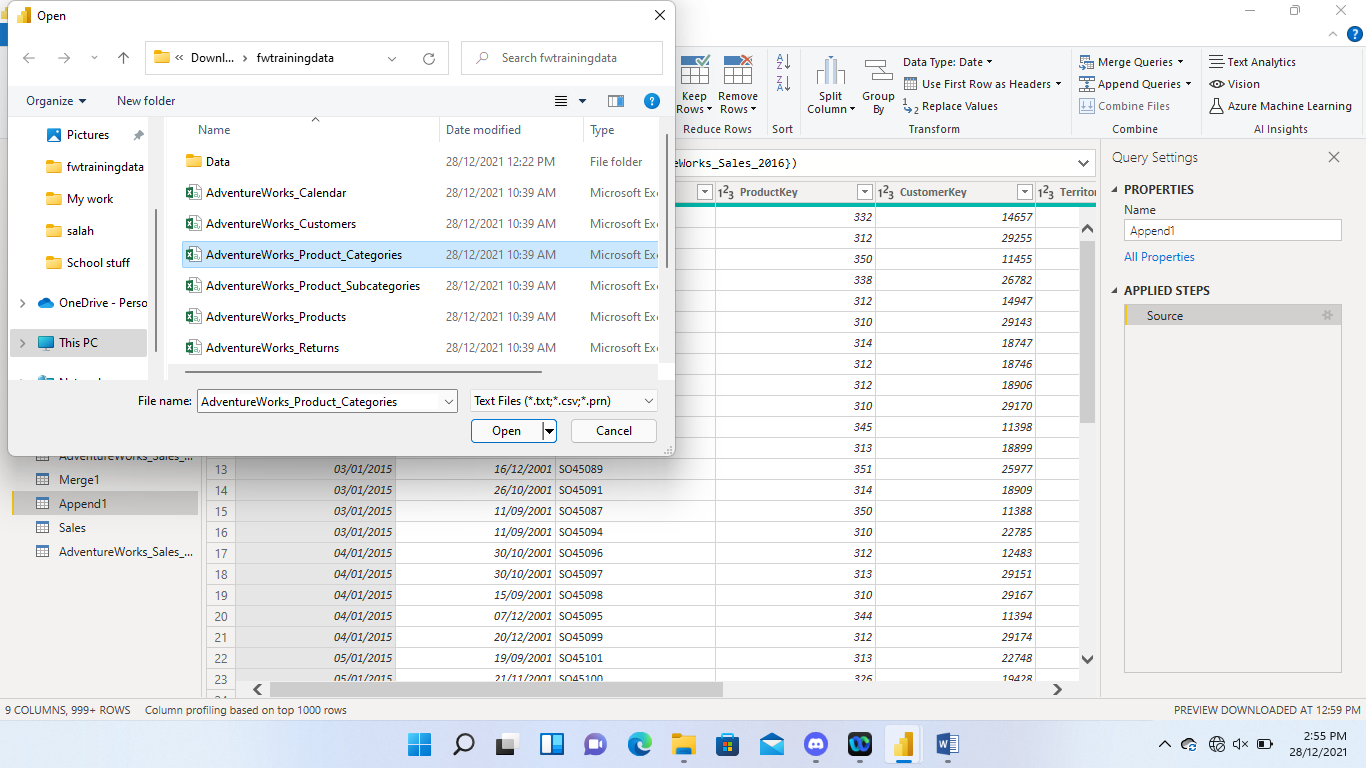 Open
Downl... fwtrainingdata
Search fwtrainingdata
Organize
New folder
Name
Date modified
Type
Pictures
fwtrainingdata
My work
salah
School stuff
OneDrive - Perso
This PC
Data 28/12/2021 12:22 PM File folder
AdventureWorks_Calendar 28/12/2021 10:39 AM Microsoft Ex
AdventureWorks_Customers 28/12/2021 10:39 AM Microsoft Ex
AdventureWorks_Product_Categories 28/12/2021 10:39 AM Microsoft Ex
AdventureWorks_Product_Subcategories 28/12/2021 10:39 AM Microsoft Ex
AdventureWorks_Products 28/12/2021 10:39 AM Microsoft Ex
AdventureWorks_Returns 28/12/2021 10:39 AM Microsoft Ex
File name: AdventureWorks_Product_Categories
Text Files (*.txt;*.csv;*.prn)
Open
Cancel
Keep Rows
Remove Rows
Reduce Rows
Sort
Split Column
Group By
Data Type: Date
Use First Row as Headers
Replace Values
Transform
Merge Queries
Append Queries
Combine Files
Combine
Text Analytics
Vision
Azure Machine Learning
AI Insights
eWorks_Sales_2016})
ProductKey CustomerKey Territor
332 14657
312 29255
350 11455
338 26782
312 14947
310 29143
314 18747
312 18746
312 18906
310 29170
345 11398
313 18899
13 03/01/2015 16/12/2001 SO45089 351 25977
14 03/01/2015 26/10/2001 SO45091 314 18909
15 03/01/2015 11/09/2001 SO45087 350 11388
16 03/01/2015 11/09/2001 SO45094 310 22785
17 04/01/2015 30/10/2001 SO45096 312 12483
18 04/01/2015 30/10/2001 SO45097 313 29151
19 04/01/2015 15/09/2001 SO45098 310 29167
20 04/01/2015 07/12/2001 SO45095 344 11394
21 04/01/2015 20/12/2001 SO45099 312 29174
22 05/01/2015 19/09/2001 SO45101 313 22748
23 05/01/2015 21/11/2001 SO45100 326 19428
AdventureWorks_Sales_...
Merge1
Append1
Sales
AdventureWorks_Sales_...
Query Settings
PROPERTIES
Name
Append1
All Properties
APPLIED STEPS
Source
9 COLUMNS, 999+ ROWS
Column profiling based on top 1000 rows
PREVIEW DOWNLOADED AT 12:59 PM
2:55 PM
28/12/2021